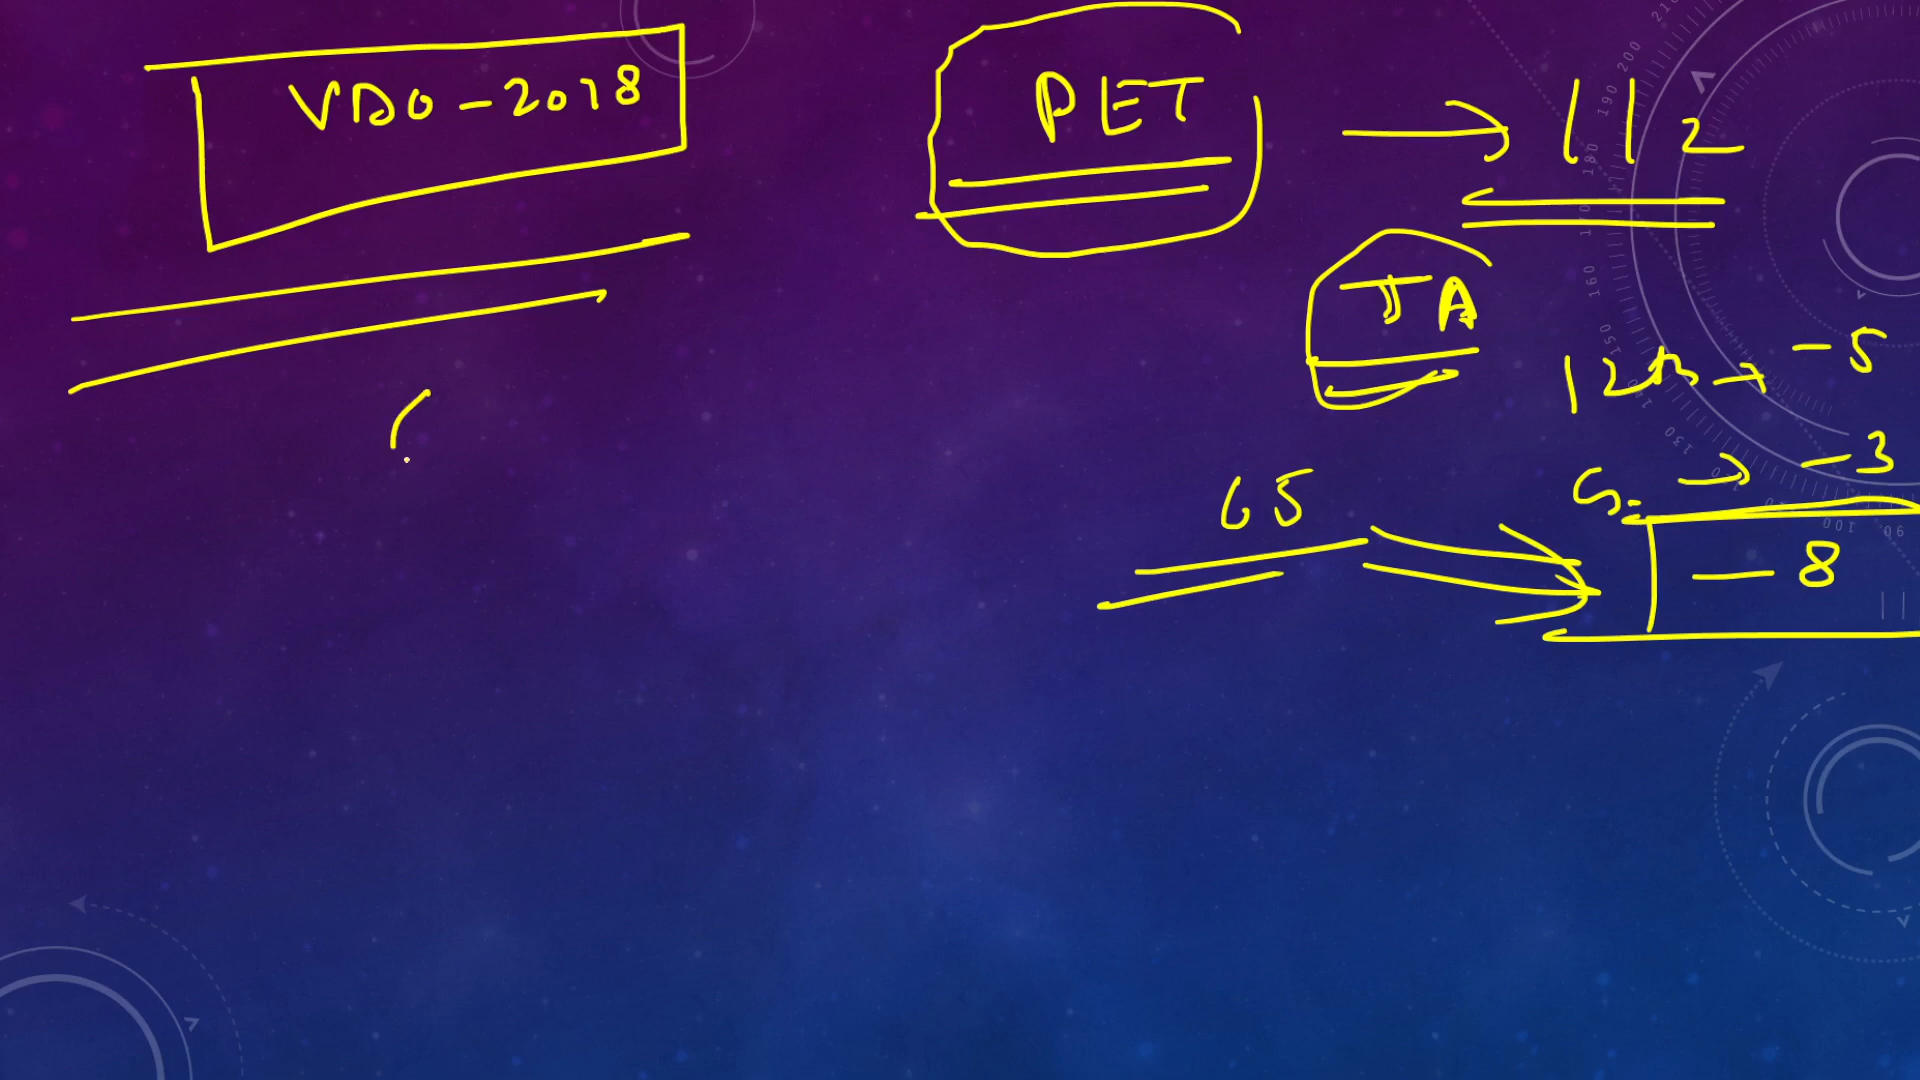 VDO - 2018
PET → 112
JA
12th → - 5
G. → - 3
65
- 8